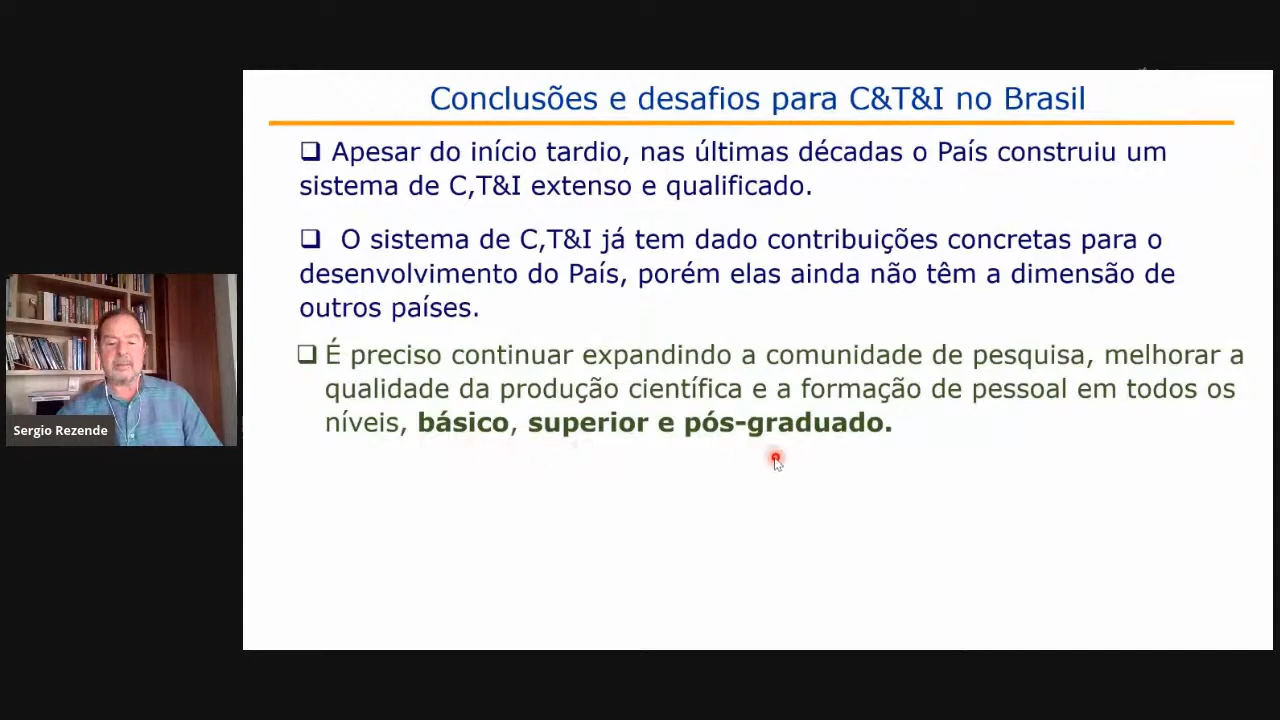 Conclusões e desafios para C&T&I no Brasil
❑ Apesar do início tardio, nas últimas décadas o País construiu um
sistema de C,T&I extenso e qualificado.
❑ O sistema de C,T&I já tem dado contribuições concretas para o
desenvolvimento do País, porém elas ainda não têm a dimensão de
outros países.
❑ É preciso continuar expandindo a comunidade de pesquisa, melhorar a
qualidade da produção científica e a formação de pessoal em todos os
níveis, básico, superior e pós-graduado.
Sergio Rezende